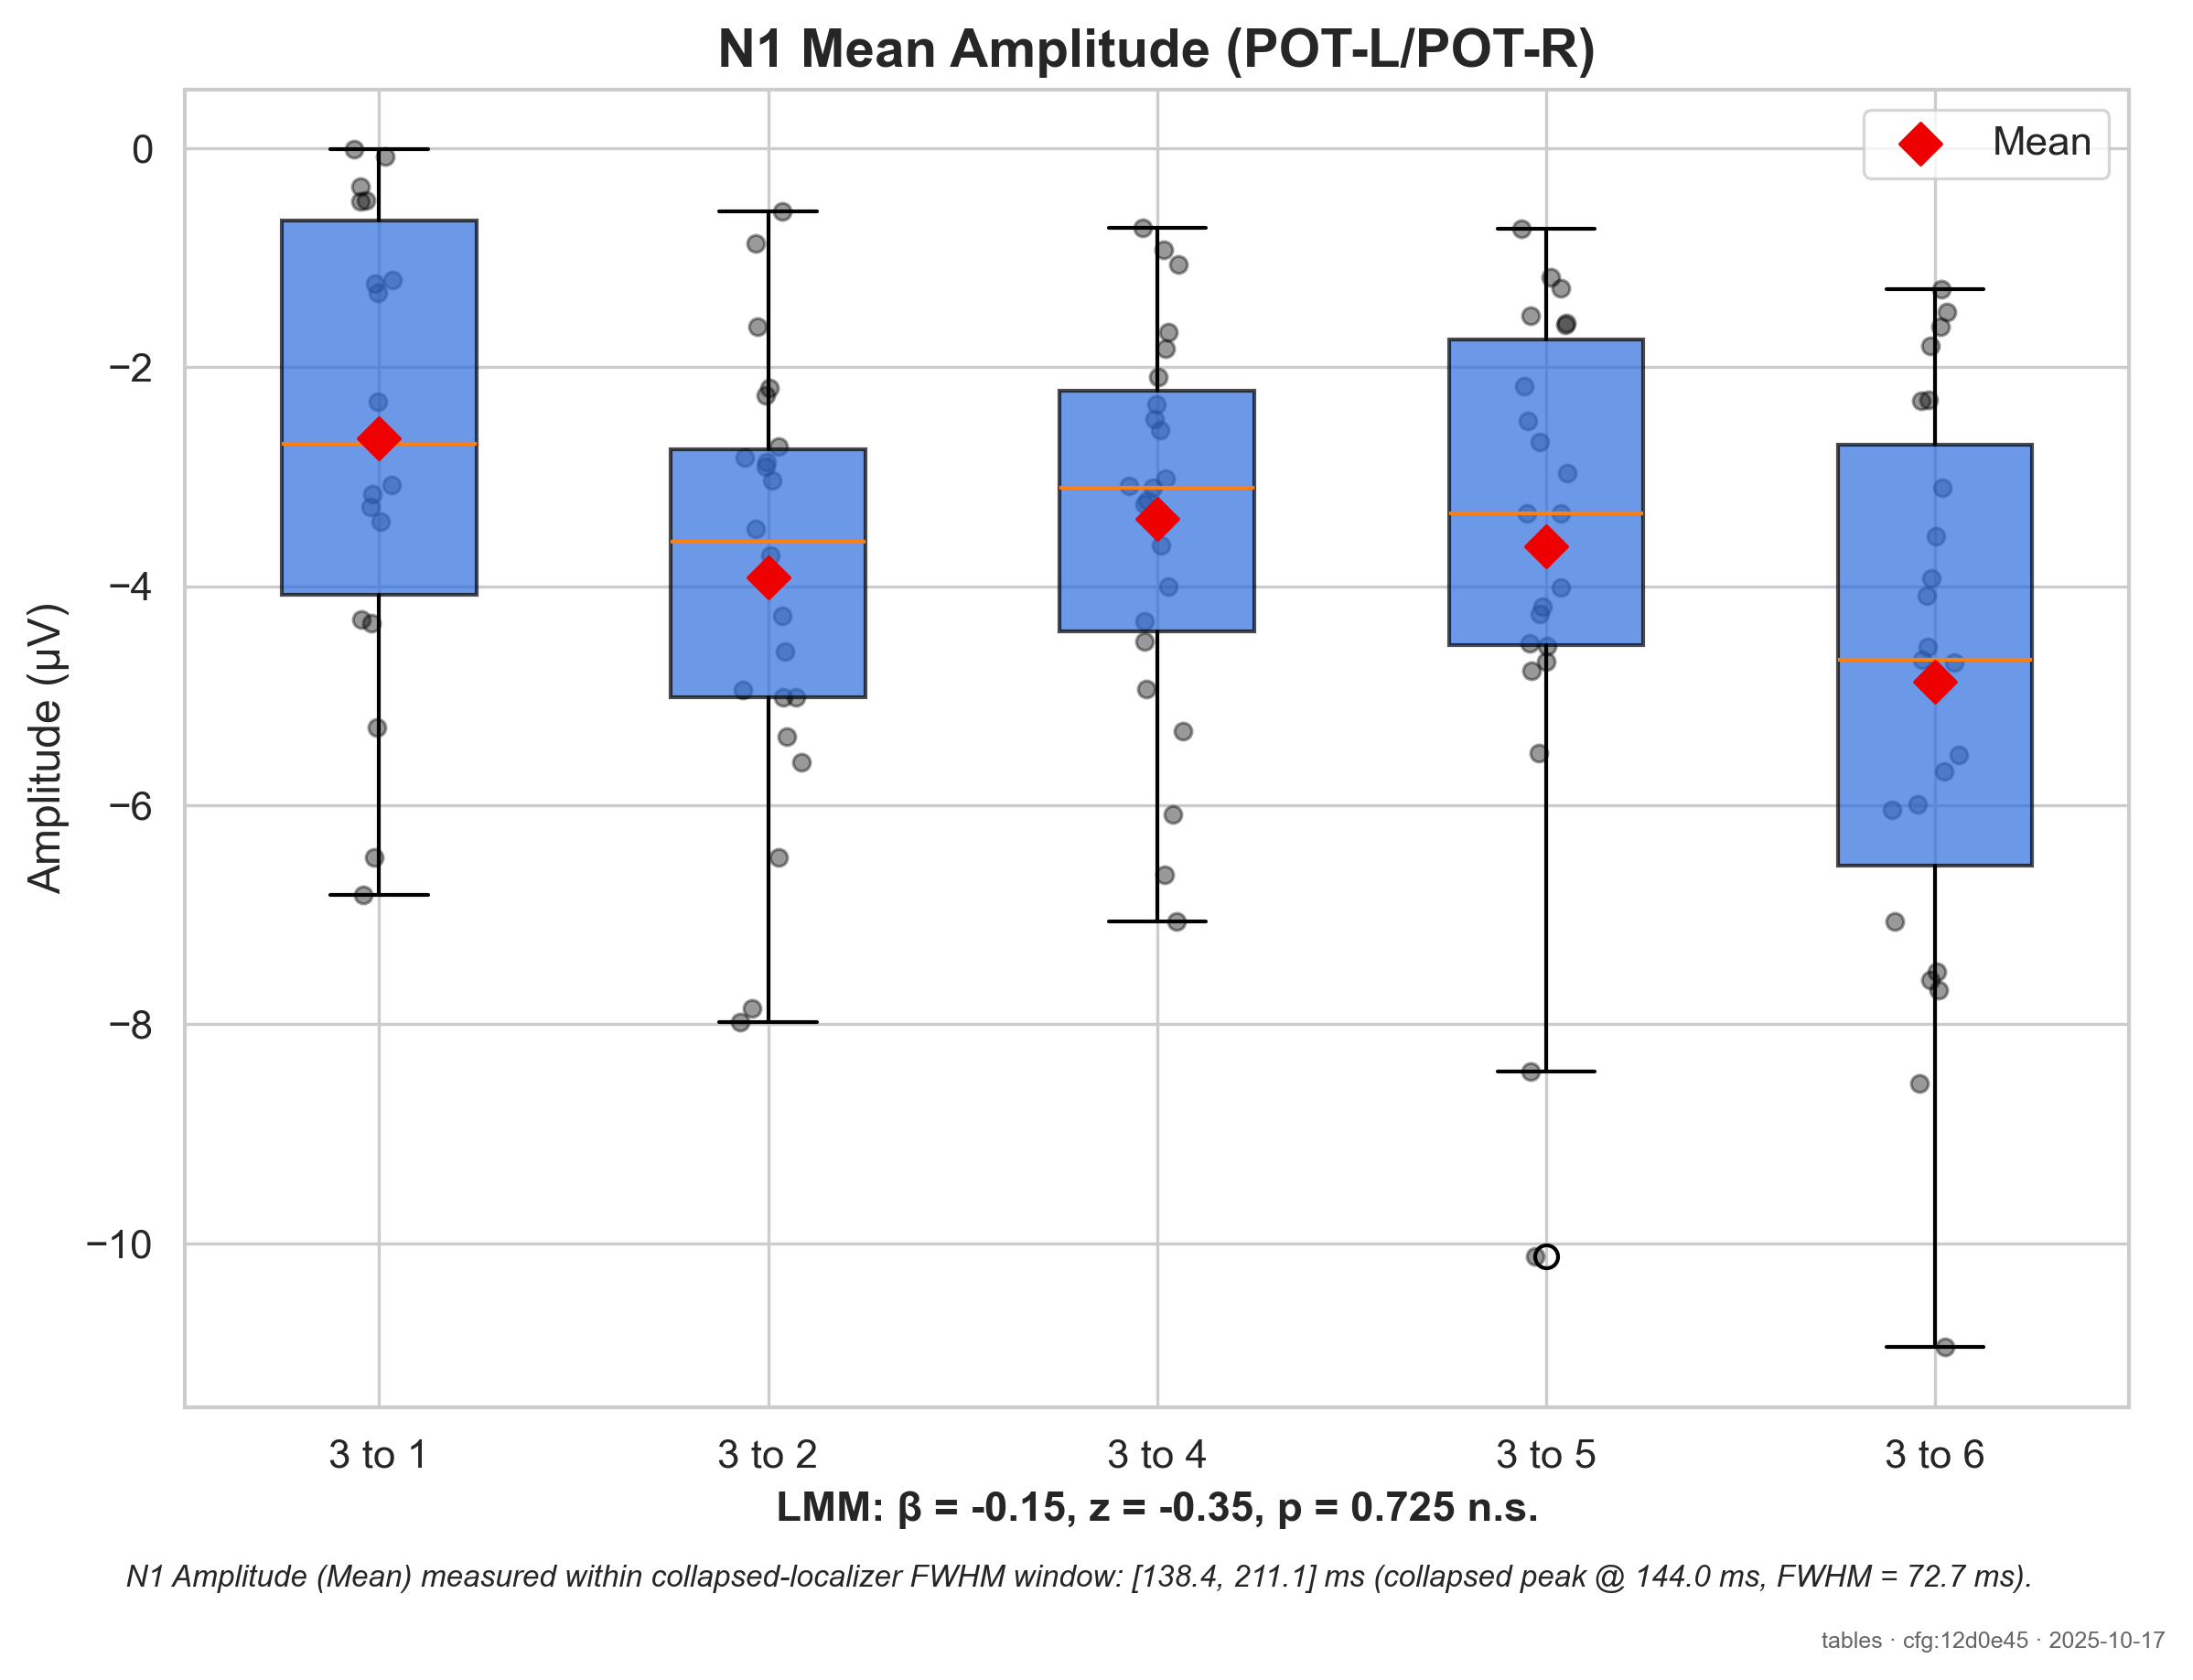 N1 Mean Amplitude (POT-L/POT-R)
Mean
Amplitude (µV)
0
−2
−4
−6
−8
−10
3 to 1
3 to 2
3 to 4
3 to 5
3 to 6
LMM: β = -0.15, z = -0.35, p = 0.725 n.s.
N1 Amplitude (Mean) measured within collapsed-localizer FWHM window: [138.4, 211.1] ms (collapsed peak @ 144.0 ms, FWHM = 72.7 ms).
tables · cfg:12d0e45 · 2025-10-17